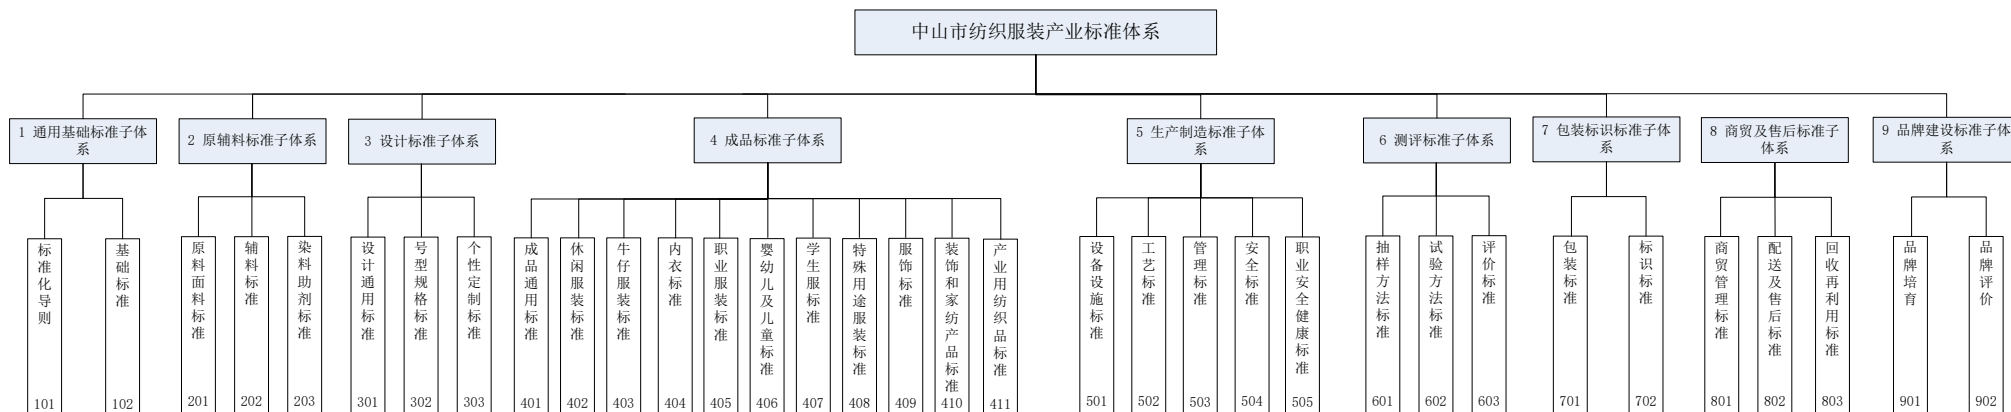 中山市纺织服装产业标准体系
1 通用基础标准子体
系
2 原辅料标准子体系
3 设计标准子体系
4 成品标准子体系
5 生产制造标准子体
系
6 测评标准子体系
7 包装标识标准子体
系
8 商贸及售后标准子
体系
9 品牌建设标准子体
系
标准化导则
101
基础标准
102
原料面料标准
201
辅料标准
202
染料助剂标准
203
设计通用标准
301
号型规格标准
302
个性定制标准
303
成品通用标准
401
休闲服装标准
402
牛仔服装标准
403
内衣标准
404
职业服装标准
405
婴幼儿及儿童标准
406
学生服标准
407
特殊用途服装标准
408
服饰标准
409
装饰和家纺产品标准
410
产业用纺织品标准
411
设备设施标准
501
工艺标准
502
管理标准
503
安全标准
504
职业安全健康标准
505
抽样方法标准
601
试验方法标准
602
评价标准
603
包装标准
701
标识标准
702
商贸管理标准
801
配送及售后标准
802
回收再利用标准
803
品牌培育
901
品牌评价
902